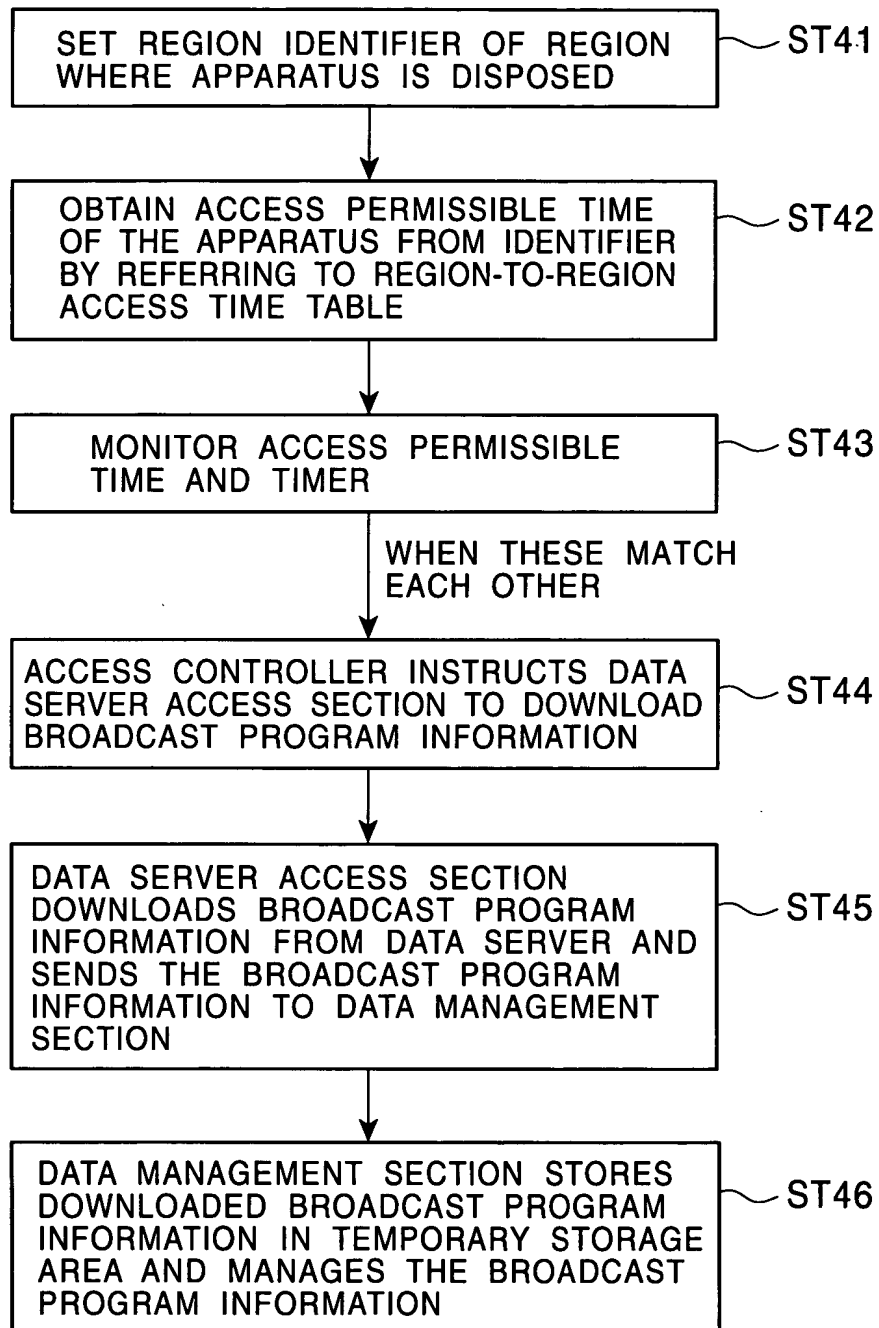 SET REGION IDENTIFIER OF REGION
WHERE APPARATUS IS DISPOSED
ST41
OBTAIN ACCESS PERMISSIBLE TIME
OF THE APPARATUS FROM IDENTIFIER
BY REFERRING TO REGION-TO-REGION
ACCESS TIME TABLE
ST42
MONITOR ACCESS PERMISSIBLE
TIME AND TIMER
ST43
WHEN THESE MATCH
EACH OTHER
ACCESS CONTROLLER INSTRUCTS DATA
SERVER ACCESS SECTION TO DOWNLOAD
BROADCAST PROGRAM INFORMATION
ST44
DATA SERVER ACCESS SECTION
DOWNLOADS BROADCAST PROGRAM
INFORMATION FROM DATA SERVER AND
SENDS THE BROADCAST PROGRAM
INFORMATION TO DATA MANAGEMENT
SECTION
ST45
DATA MANAGEMENT SECTION STORES
DOWNLOADED BROADCAST PROGRAM
INFORMATION IN TEMPORARY STORAGE
AREA AND MANAGES THE BROADCAST
PROGRAM INFORMATION
ST46